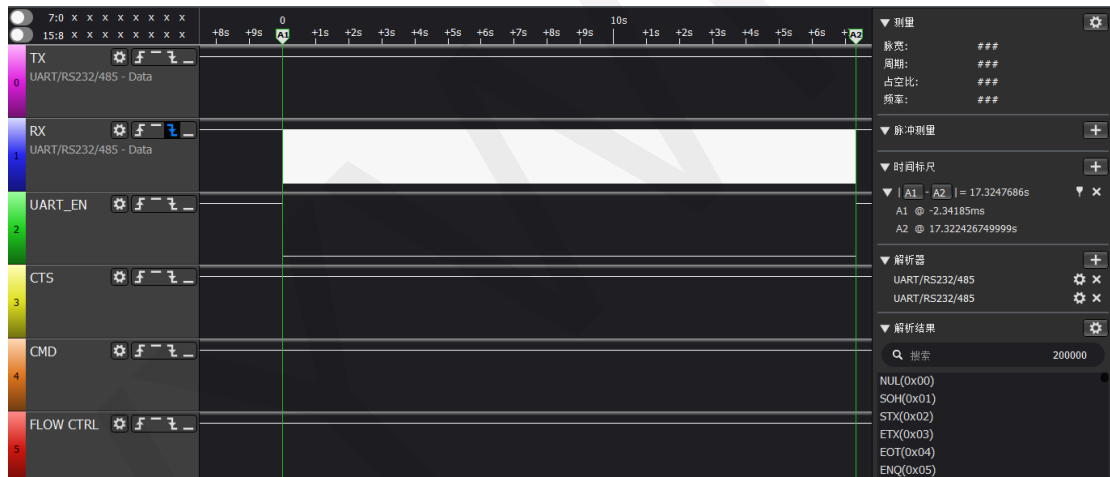 7:0 x x x x x x x x
15:8 x x x x x x x x
+8s +9s 0 A1 +1s +2s +3s +4s +5s +6s +7s +8s +9s 10s +1s +2s +3s +4s +5s +6s A2
0 TX
UART/RS232/485 - Data
1 RX
UART/RS232/485 - Data
2 UART_EN
3 CTS
4 CMD
5 FLOW CTRL
测量
脉宽: ###
周期: ###
占空比: ###
频率: ###
脉冲测量
时间标尺
| A1 - A2 | = 17.3247686s
A1 @ -2.34185ms
A2 @ 17.322426749999s
解析器
UART/RS232/485
UART/RS232/485
解析结果
搜索 200000
NUL(0x00)
SOH(0x01)
STX(0x02)
ETX(0x03)
EOT(0x04)
ENQ(0x05)